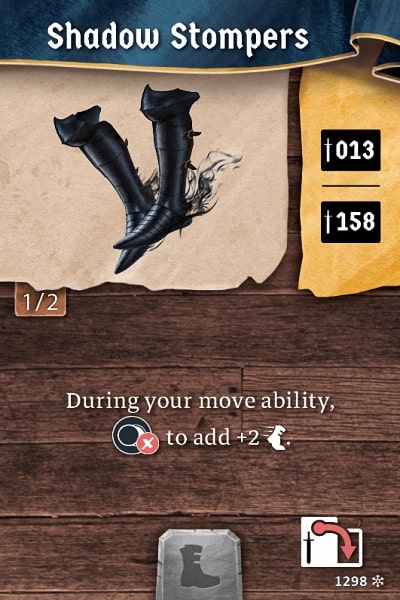 Shadow Stompers
013
158
1/2
During your move ability,
to add +2 .
1298